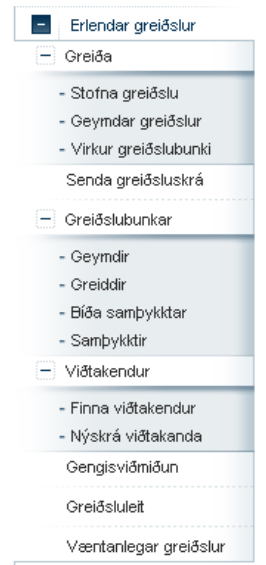 Erlendar greiðslur
Greiða
- Stofna greiðslu
- Geymdar greiðslur
- Virkur greiðslubunki
Senda greiðsluskrá
Greiðslubunkar
- Geymdir
- Greiddir
- Bíða samþykktar
- Samþykktir
Viðtakendur
- Finna viðtakendur
- Nýskrá viðtakanda
Gengisviðmiðun
Greiðsluleit
Væntanlegar greiðslur